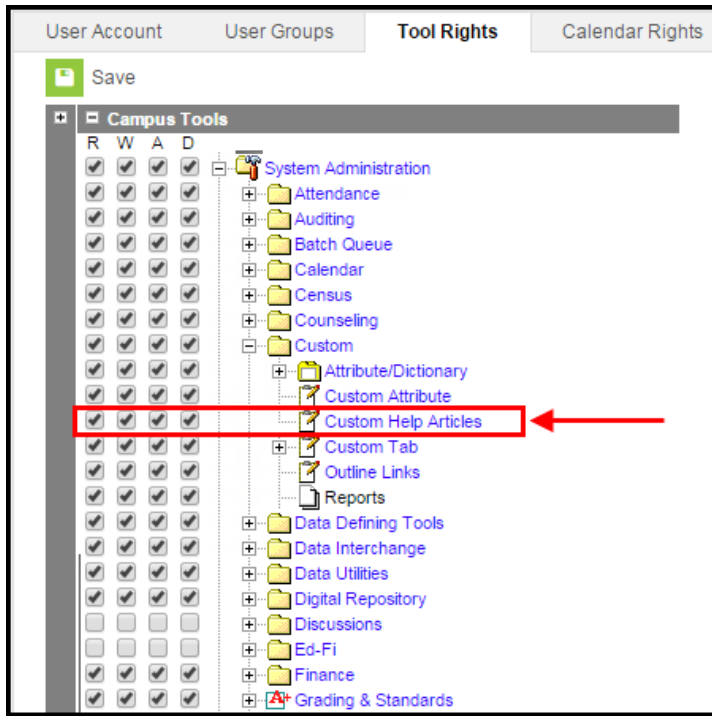 User Account User Groups Tool Rights Calendar Rights
Save
Campus Tools
R W A D
System Administration
Attendance
Auditing
Batch Queue
Calendar
Census
Counseling
Custom
Attribute/Dictionary
Custom Attribute
Custom Help Articles
Custom Tab
Outline Links
Reports
Data Defining Tools
Data Interchange
Data Utilities
Digital Repository
Discussions
Ed-Fi
Finance
A+ Grading & Standards